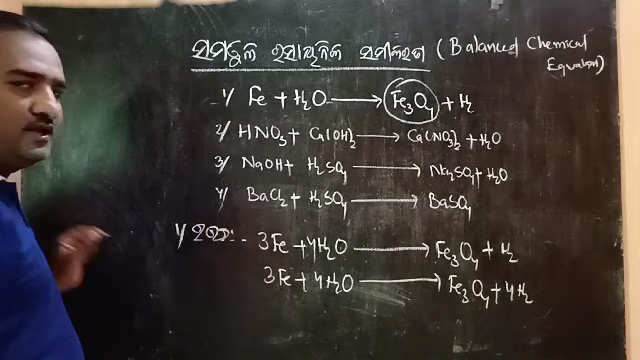 ସମତୁଲ ରସାୟନିକ ସମୀକରଣ (Balanced Chemical Equation)
1) Fe + H₂O ⟶ Fe₃O₄ + H₂
2) HNO₃ + Ca(OH)₂ ⟶ Ca(NO₃)₂ + H₂O
3) NaOH + H₂SO₄ ⟶ Na₂SO₄ + H₂O
4) BaCl₂ + H₂SO₄ ⟶ BaSO₄
1) :- 3Fe + 4H₂O ⟶ Fe₃O₄ + H₂
3Fe + 4H₂O ⟶ Fe₃O₄ + 4H₂